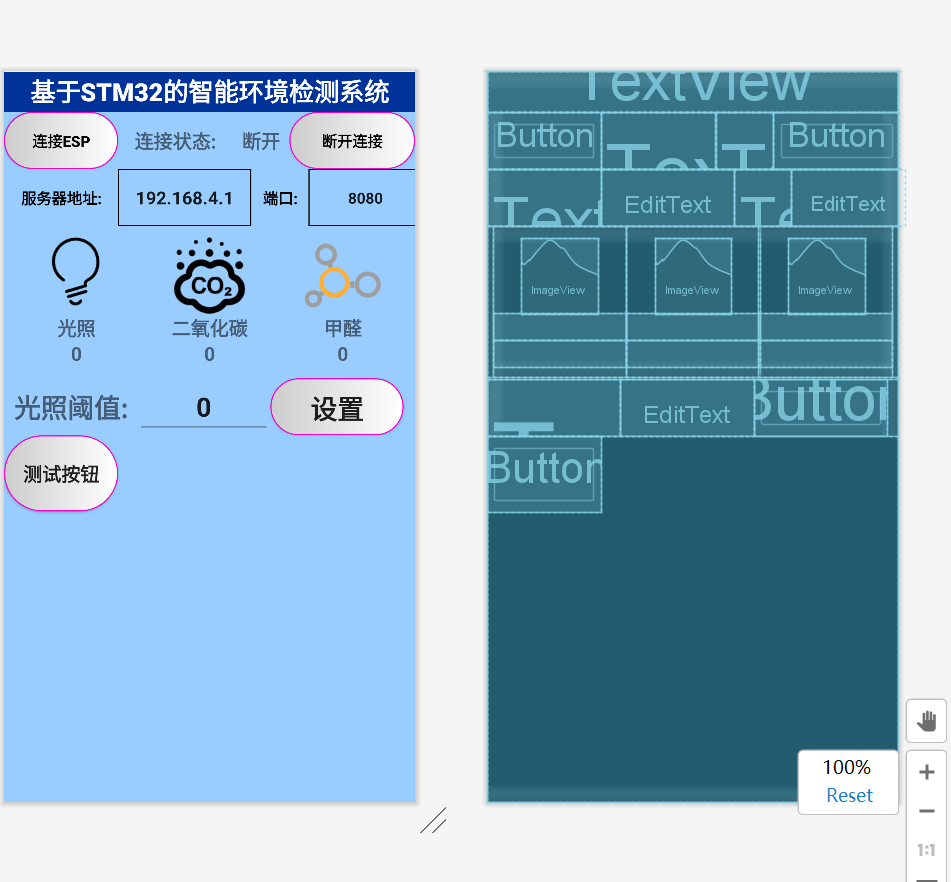 基于STM32的智能环境检测系统
连接ESP 连接状态: 断开 断开连接
服务器地址: 192.168.4.1 端口: 8080
CO₂
光照 二氧化碳 甲醛
0 0 0
光照阈值: 0 设置
测试按钮
TextView
Button Button
EditText EditText
ImageView ImageView ImageView
EditText Button
Button
100%
Reset
1:1